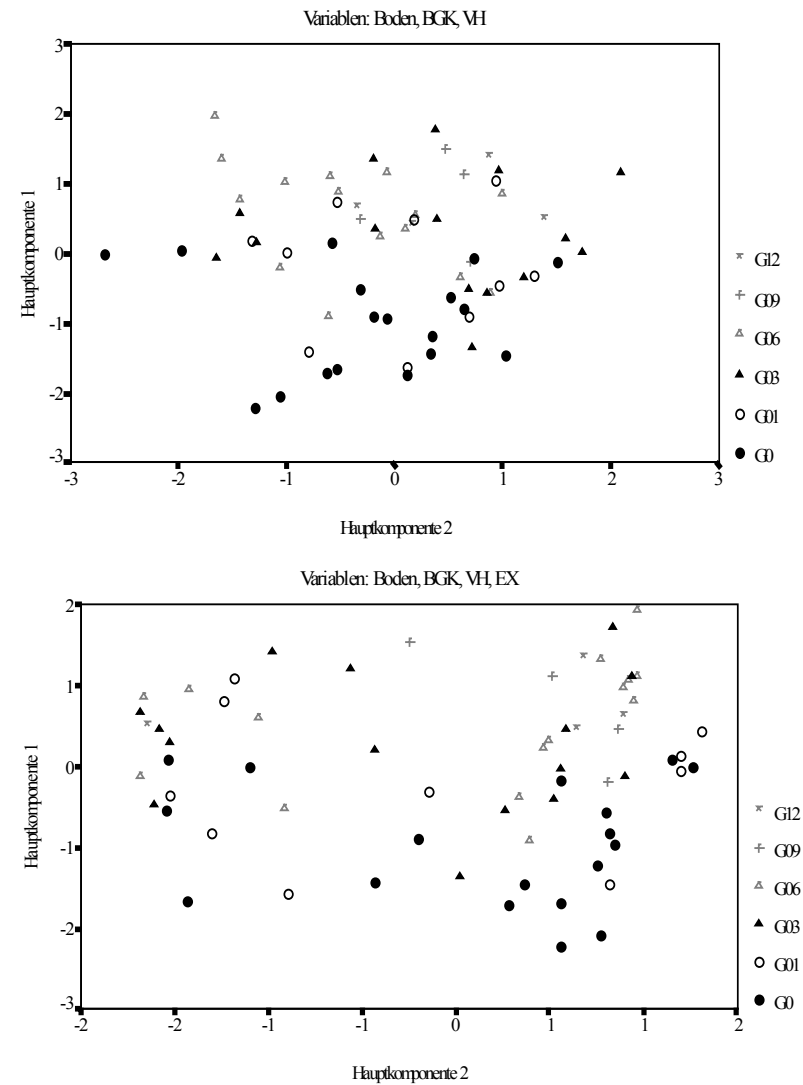 Variablen: Boden, BGK, VH
3
2
1
0
-1
-2
-3
Hauptkomponente 1
-3 -2 -1 0 1 2 3
Hauptkomponente 2
G12
G09
G06
G03
G01
G0
Variablen: Boden, BGK, VH, EX
2
1
0
-1
-2
-3
Hauptkomponente 1
-2 -2 -1 -1 0 1 1 2
Hauptkomponente 2
G12
G09
G06
G03
G01
G0